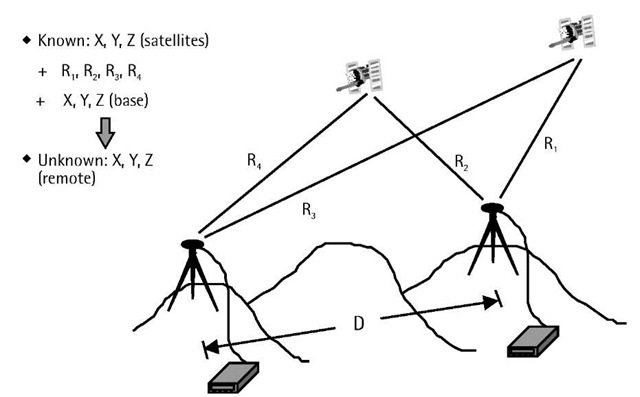 ◆ Known: X, Y, Z (satellites)
+ R₁, R₂, R₃, R₄
+ X, Y, Z (base)
◆ Unknown: X, Y, Z
(remote)
R₄
R₂
R₁
R₃
D